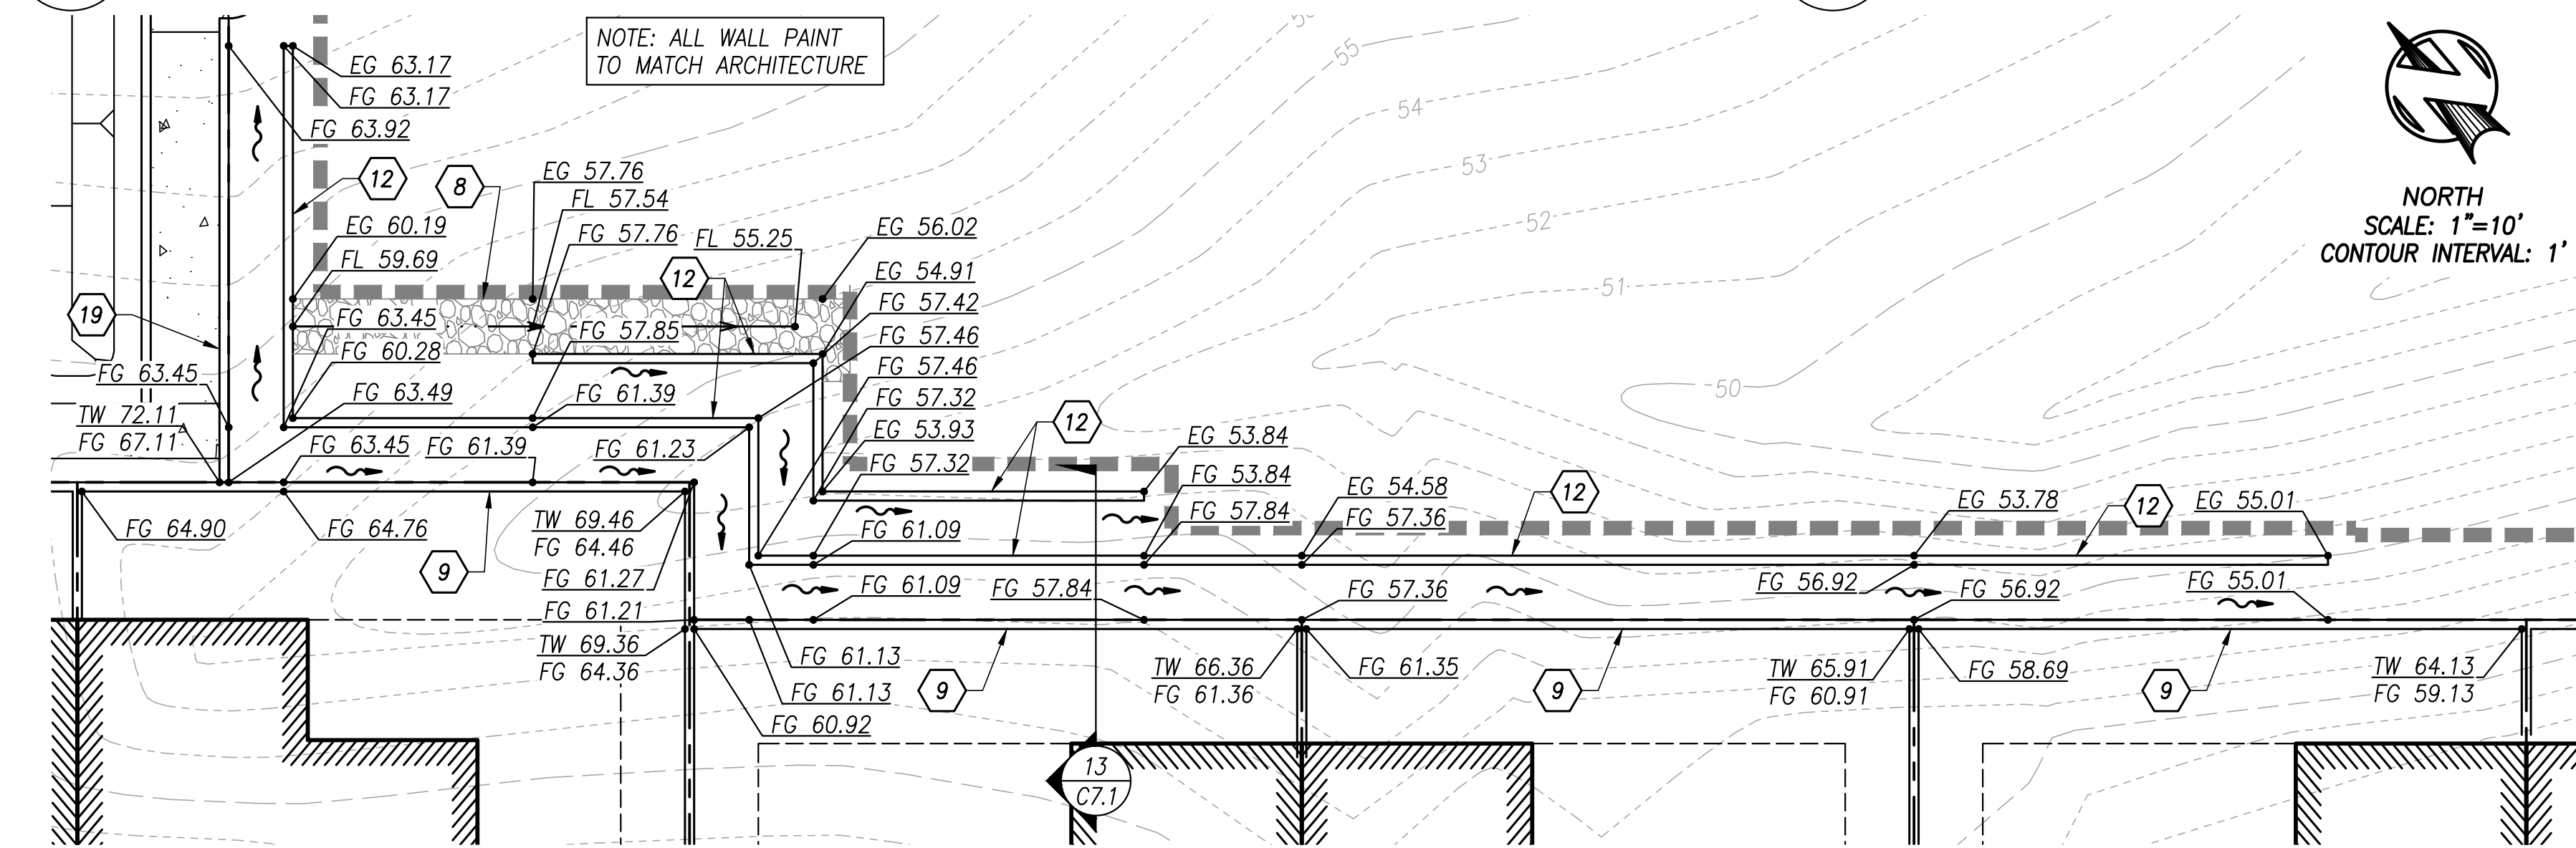 NOTE: ALL WALL PAINT
TO MATCH ARCHITECTURE
EG 63.17
FG 63.17
FG 63.92
12
8
EG 60.19
FL 59.69
19
FG 63.45
FG 60.28
FG 63.45
FG 63.49
TW 72.11
FG 67.11
EG 57.76
FL 57.54
FG 57.76
FL 55.25
12
FG 57.85
EG 56.02
EG 54.91
FG 57.42
FG 57.46
FG 57.46
FG 57.32
EG 53.93
FG 57.32
FG 61.39
FG 63.45
FG 61.39
FG 61.23
12
EG 53.84
FG 53.84
FG 57.84
EG 54.58
FG 57.36
12
EG 53.78
12
EG 55.01
FG 64.90
FG 64.76
9
TW 69.46
FG 64.46
FG 61.27
FG 61.21
TW 69.36
FG 64.36
FG 61.09
FG 61.09
FG 57.84
FG 57.36
FG 56.92
FG 56.92
FG 55.01
FG 61.13
FG 61.13
FG 60.92
9
TW 66.36
FG 61.36
FG 61.35
9
TW 65.91
FG 60.91
FG 58.69
9
TW 64.13
FG 59.13
13
C7.1
55
54
53
52
51
50
NORTH
SCALE: 1"=10'
CONTOUR INTERVAL: 1'